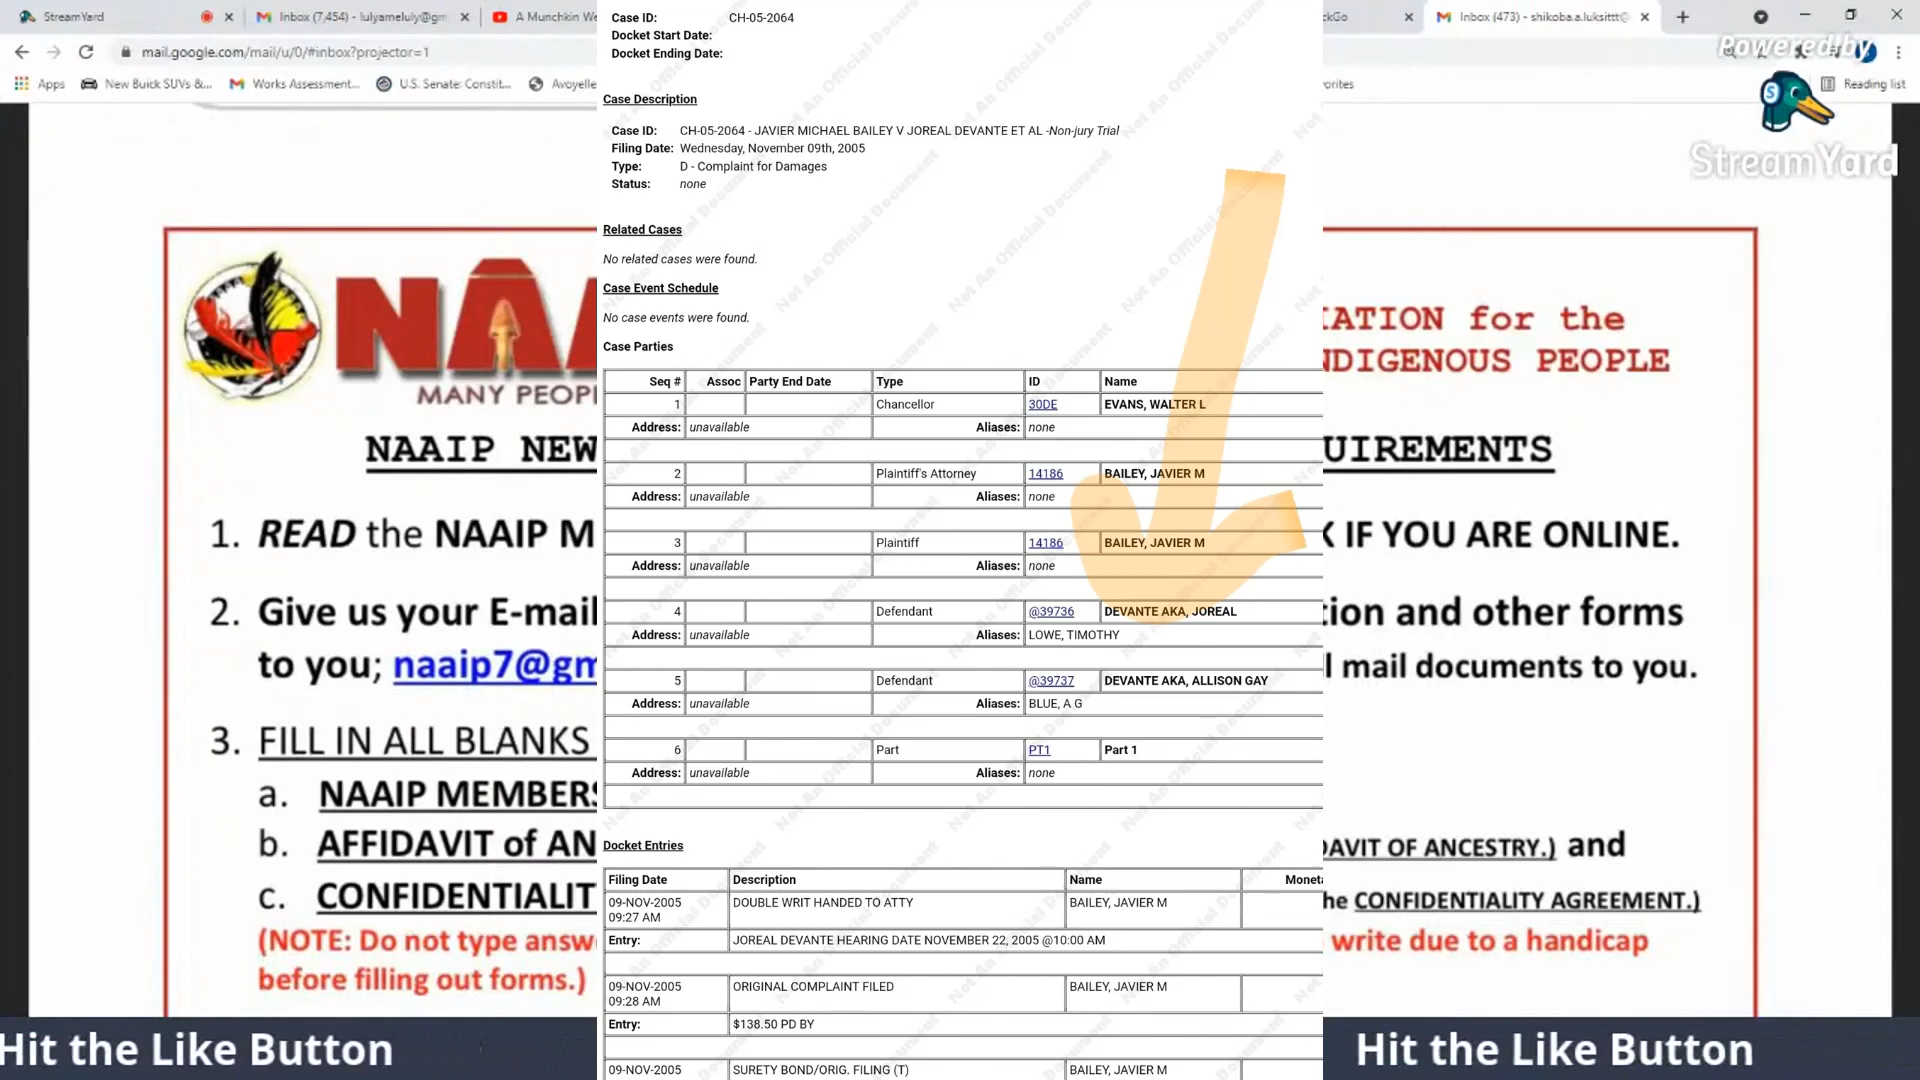 StreamYard
Inbox (7,454) - lulyameluly@gm
A Munchkin We
ckGo
Inbox (473) - shikoba.a.luksittt@
mail.google.com/mail/u/0/#inbox?projector=1
Apps
New Buick SUVs &...
Works Assessment...
U.S. Senate: Constit...
Avoyelle
orites
Reading list
Powered by
StreamYard
Case ID: CH-05-2064
Docket Start Date:
Docket Ending Date:
Case Description
Case ID: CH-05-2064 - JAVIER MICHAEL BAILEY V JOREAL DEVANTE ET AL -Non-jury Trial
Filing Date: Wednesday, November 09th, 2005
Type: D - Complaint for Damages
Status: none
Related Cases
No related cases were found.
Case Event Schedule
No case events were found.
Case Parties
Seq # Assoc Party End Date Type ID Name
1 Chancellor 30DE EVANS, WALTER L
Address: unavailable Aliases: none
2 Plaintiff's Attorney 14186 BAILEY, JAVIER M
Address: unavailable Aliases: none
3 Plaintiff 14186 BAILEY, JAVIER M
Address: unavailable Aliases: none
4 Defendant @39736 DEVANTE AKA, JOREAL
Address: unavailable Aliases: LOWE, TIMOTHY
5 Defendant @39737 DEVANTE AKA, ALLISON GAY
Address: unavailable Aliases: BLUE, A G
6 Part PT1 Part 1
Address: unavailable Aliases: none
Docket Entries
Filing Date Description Name Moneta
09-NOV-2005 DOUBLE WRIT HANDED TO ATTY BAILEY, JAVIER M
09:27 AM
Entry: JOREAL DEVANTE HEARING DATE NOVEMBER 22, 2005 @10:00 AM
09-NOV-2005 ORIGINAL COMPLAINT FILED BAILEY, JAVIER M
09:28 AM
Entry: $138.50 PD BY
09-NOV-2005 SURETY BOND/ORIG. FILING (T) BAILEY, JAVIER M
Not An Official Document
NAA
MANY PEOP
IATION for the
NDIGENOUS PEOPLE
NAAIP NEW
UIREMENTS
1. READ the NAAIP M
K IF YOU ARE ONLINE.
2. Give us your E-mail
tion and other forms
to you; naaip7@gm
l mail documents to you.
3. FILL IN ALL BLANKS
a. NAAIP MEMBERS
b. AFFIDAVIT of AN
DAVIT OF ANCESTRY.) and
c. CONFIDENTIALIT
he CONFIDENTIALITY AGREEMENT.)
(NOTE: Do not type answ
write due to a handicap
before filling out forms.)
Hit the Like Button
Hit the Like Button